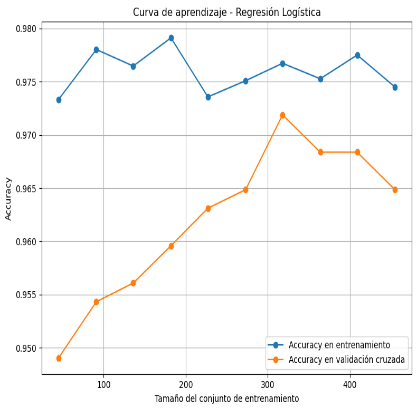 Curva de aprendizaje - Regresión Logística
0.980
0.975
0.970
0.965
0.960
0.955
0.950
Accuracy
100
200
300
400
Tamaño del conjunto de entrenamiento
Accuracy en entrenamiento
Accuracy en validación cruzada